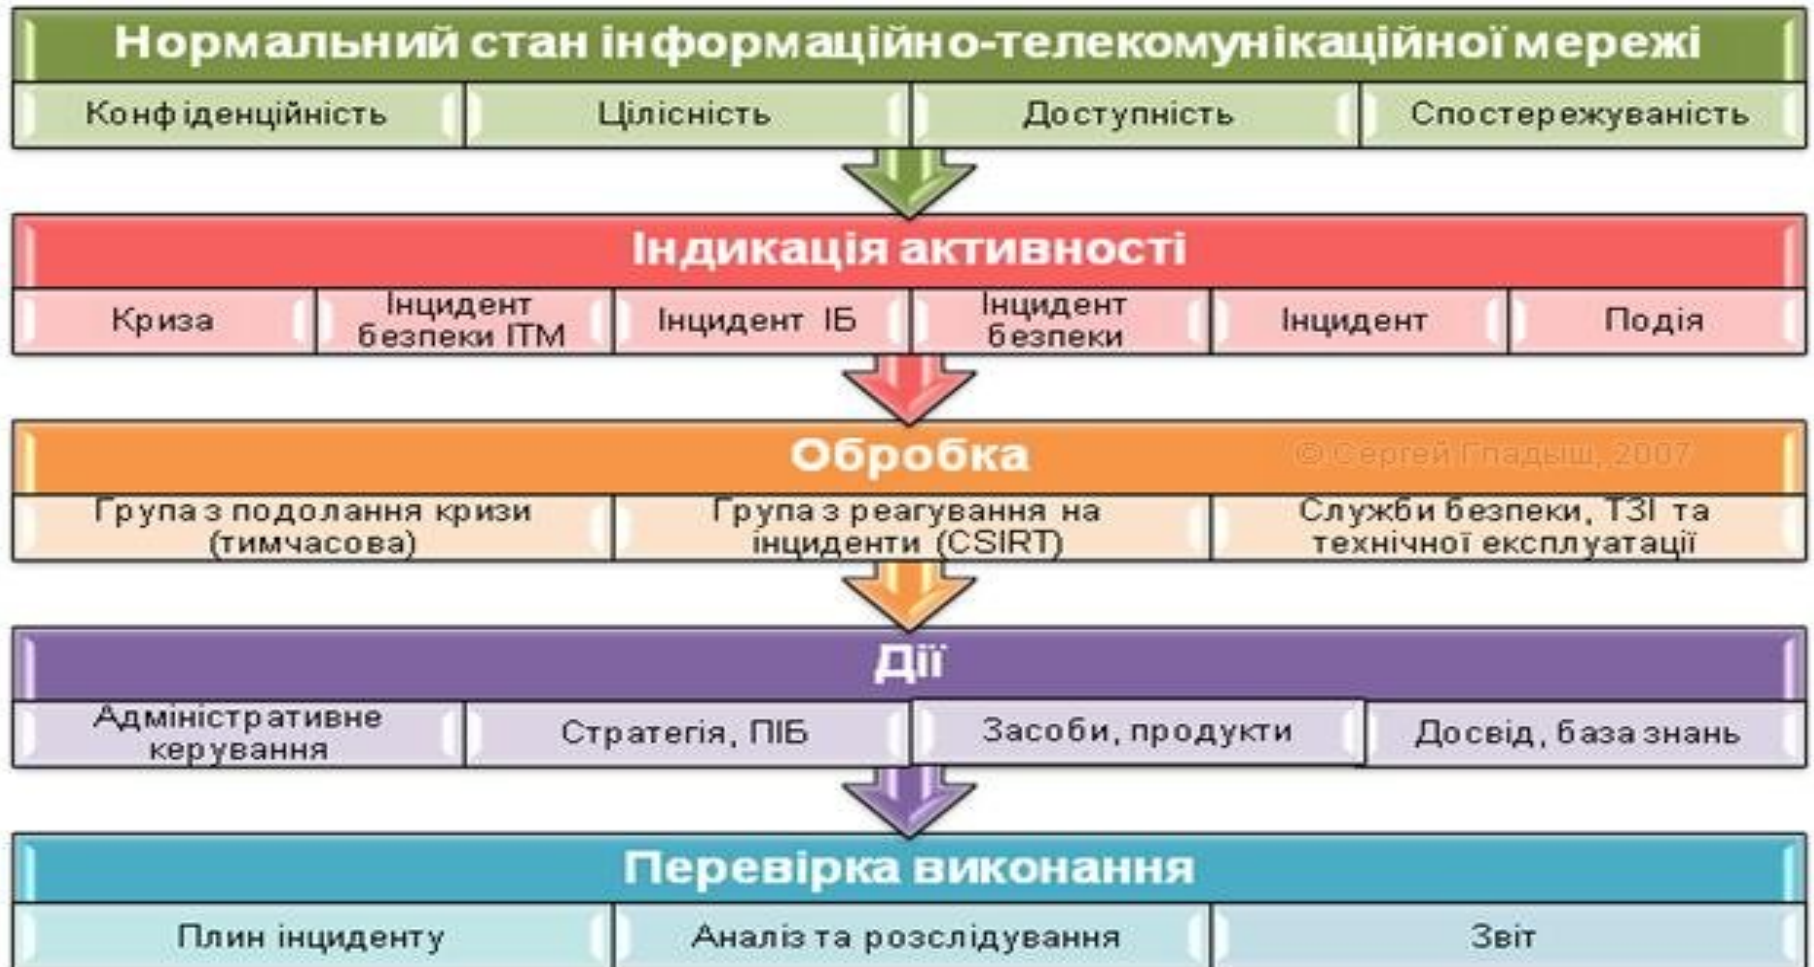 Нормальний стан інформаційно-телекомунікаційної мережі
Конфіденційність
Цілісність
Доступність
Спостережуваність
Індикація активності
Криза
Інцидент
безпеки ІТМ
Інцидент ІБ
Інцидент
безпеки
Інцидент
Подія
Обробка
© Сергей Гладыш, 2007
Група з подолання кризи
(тимчасова)
Група з реагування на
інциденти (CSIRT)
Служби безпеки, ТЗІ та
технічної експлуатації
Дії
Адміністративне
керування
Стратегія, ПІБ
Засоби, продукти
Досвід, база знань
Перевірка виконання
Плин інциденту
Аналіз та розслідування
Звіт